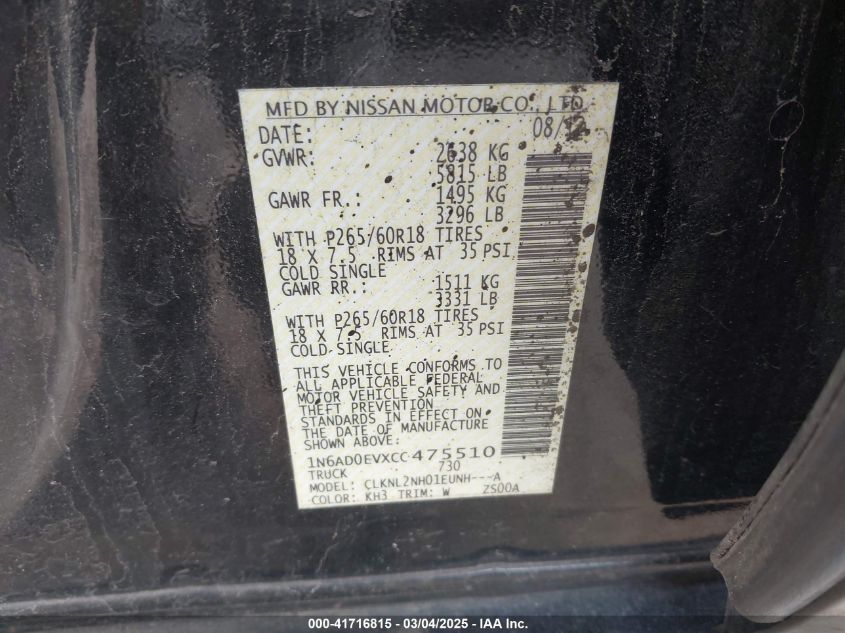 MFD BY NISSAN MOTOR CO., LTD.
DATE: 08/12
GVWR: 2638 KG
5815 LB
GAWR FR.: 1495 KG
3296 LB
WITH P265/60R18 TIRES
18 X 7.5 RIMS AT 35 PSI
COLD SINGLE
GAWR RR.: 1511 KG
3331 LB
WITH P265/60R18 TIRES
18 X 7.5 RIMS AT 35 PSI
COLD SINGLE
THIS VEHICLE CONFORMS TO
ALL APPLICABLE FEDERAL
MOTOR VEHICLE SAFETY AND
THEFT PREVENTION
STANDARDS IN EFFECT ON
THE DATE OF MANUFACTURE
SHOWN ABOVE:
1N6AD0EVXCC475510
TRUCK 730
MODEL: CLKNL2NH01EUNH---A
COLOR: KH3 TRIM: W ZS00A
000-41716815 - 03/04/2025 - IAA Inc.